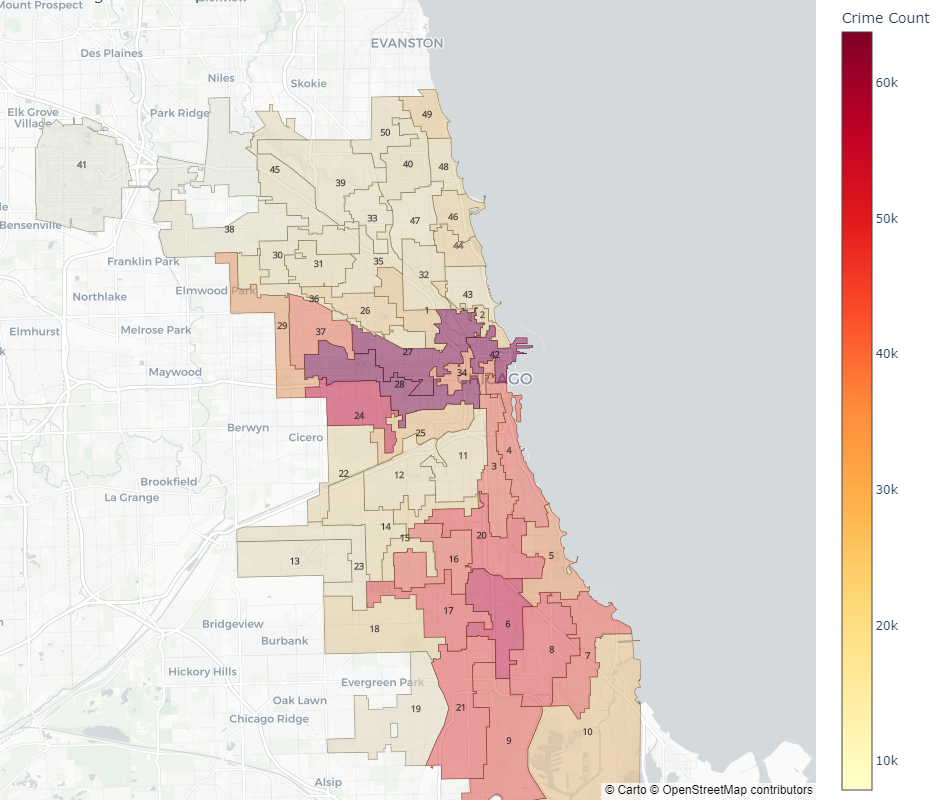 Mount Prospect
EVANSTON
Des Plaines
Niles
Skokie
Elk Grove
Village
Park Ridge
49
50
41
45
40
48
39
33
47
46
Bensenville
38
44
30
31
35
Franklin Park
32
Elmwood Park
43
Northlake
36
26
1
2
29
37
Elmhurst
Melrose Park
27
42
Maywood
28
34
CHICAGO
24
Berwyn
25
Cicero
4
11
3
22
12
Brookfield
La Grange
14
15
20
13
23
16
5
17
Bridgeview
6
18
Burbank
8
7
Hickory Hills
Evergreen Park
Oak Lawn
19
21
Chicago Ridge
10
9
Alsip
© Carto © OpenStreetMap contributors
Crime Count
60k
50k
40k
30k
20k
10k